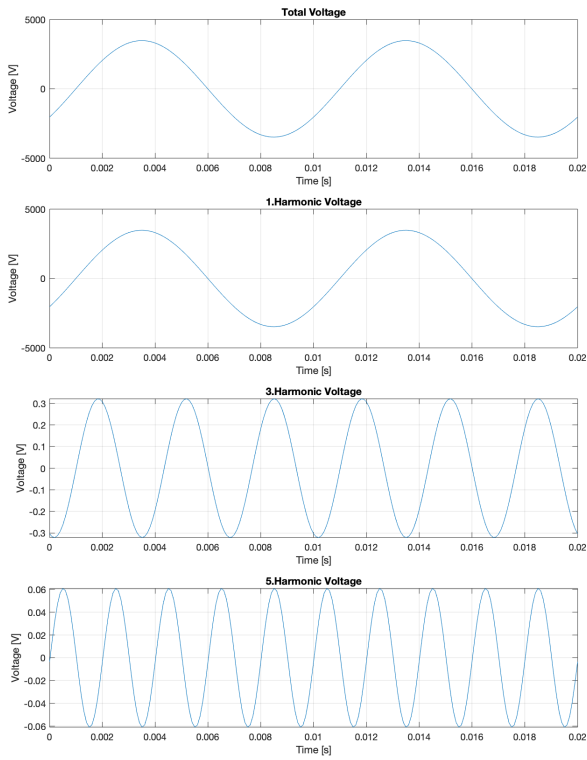 Total Voltage
5000
0
-5000
Voltage [V]
0 0.002 0.004 0.006 0.008 0.01 0.012 0.014 0.016 0.018 0.02
Time [s]
1.Harmonic Voltage
5000
0
-5000
Voltage [V]
0 0.002 0.004 0.006 0.008 0.01 0.012 0.014 0.016 0.018 0.02
Time [s]
3.Harmonic Voltage
0.3
0.2
0.1
0
-0.1
-0.2
-0.3
Voltage [V]
0 0.002 0.004 0.006 0.008 0.01 0.012 0.014 0.016 0.018 0.02
Time [s]
5.Harmonic Voltage
0.06
0.04
0.02
0
-0.02
-0.04
-0.06
Voltage [V]
0 0.002 0.004 0.006 0.008 0.01 0.012 0.014 0.016 0.018 0.02
Time [s]